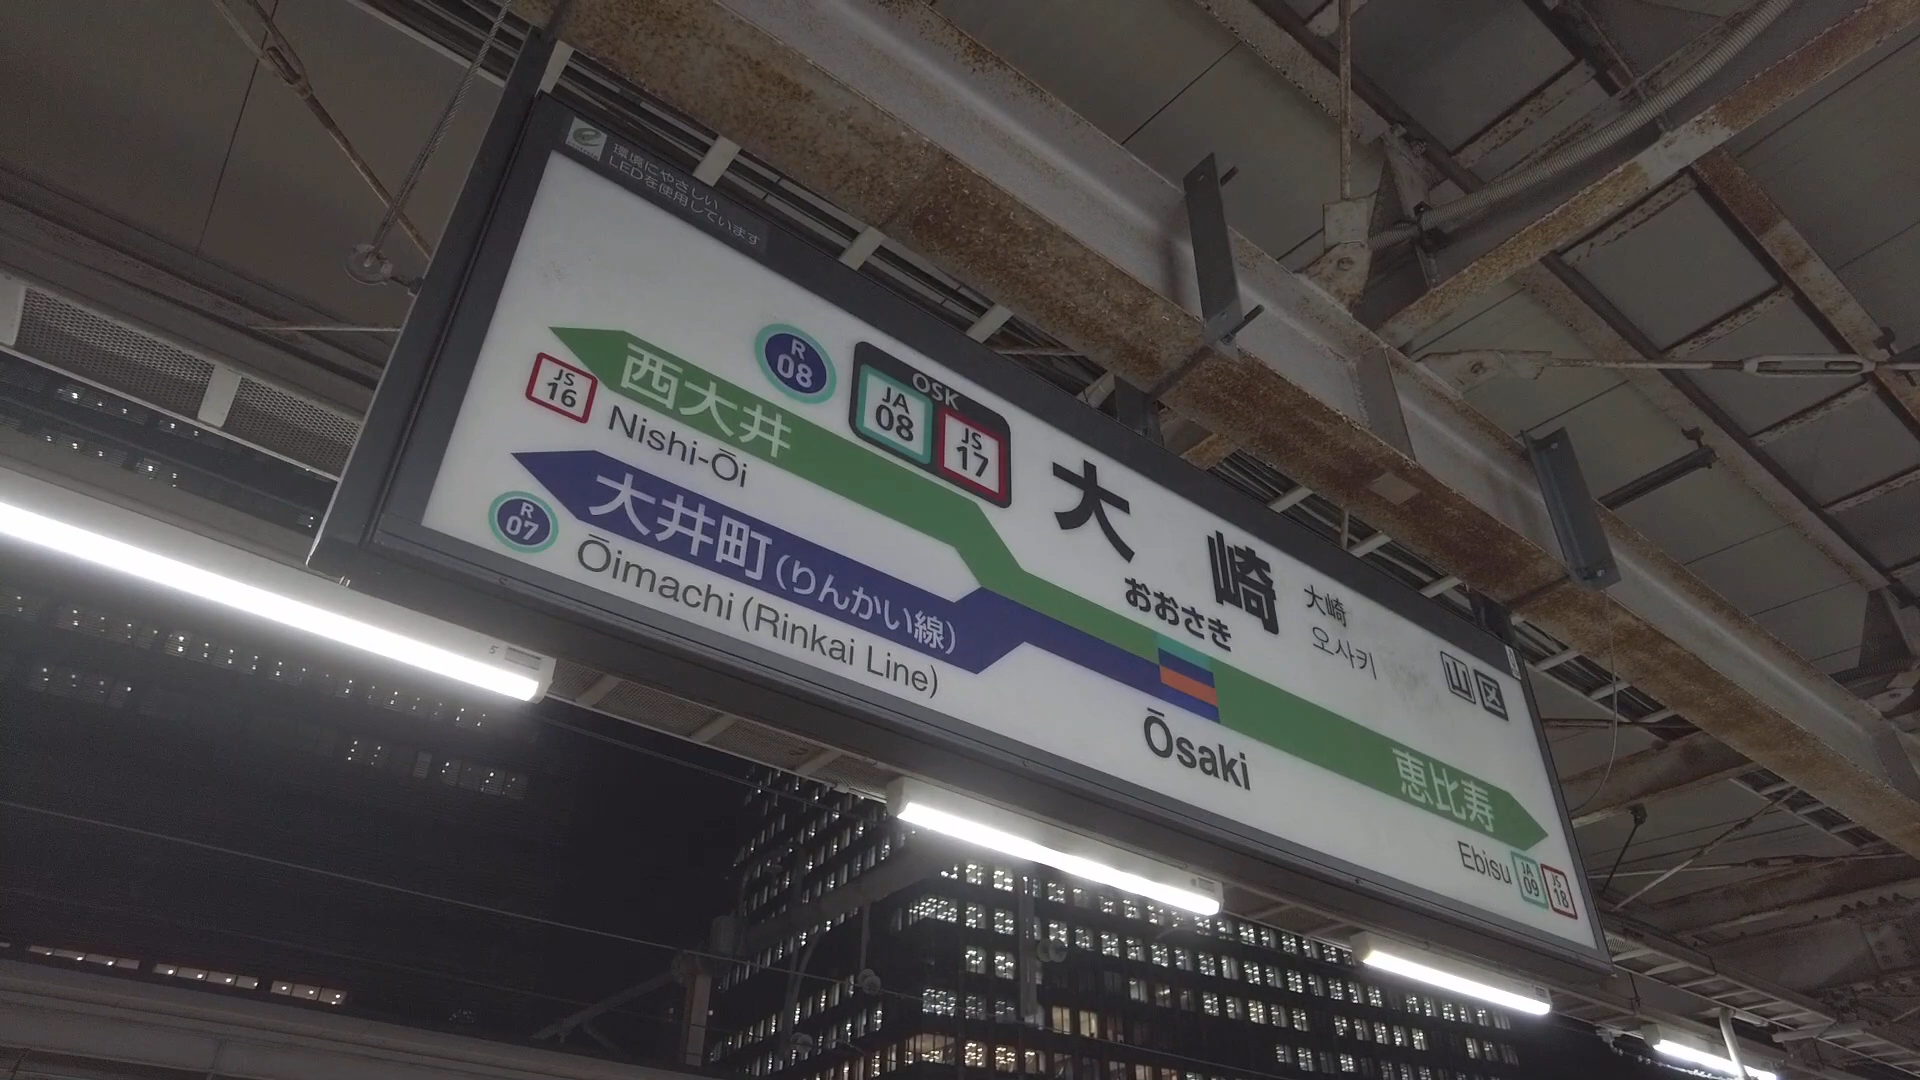 環境にやさしい
LEDを使用しています
R
08
OSK
JA
08
JS
17
西大井
JS
16
Nishi-Ōi
大井町(りんかい線)
R
07
Ōimachi (Rinkai Line)
大崎
おおさき
大崎
오사키
山区
Ōsaki
恵比寿
Ebisu
JA
09
JS
18